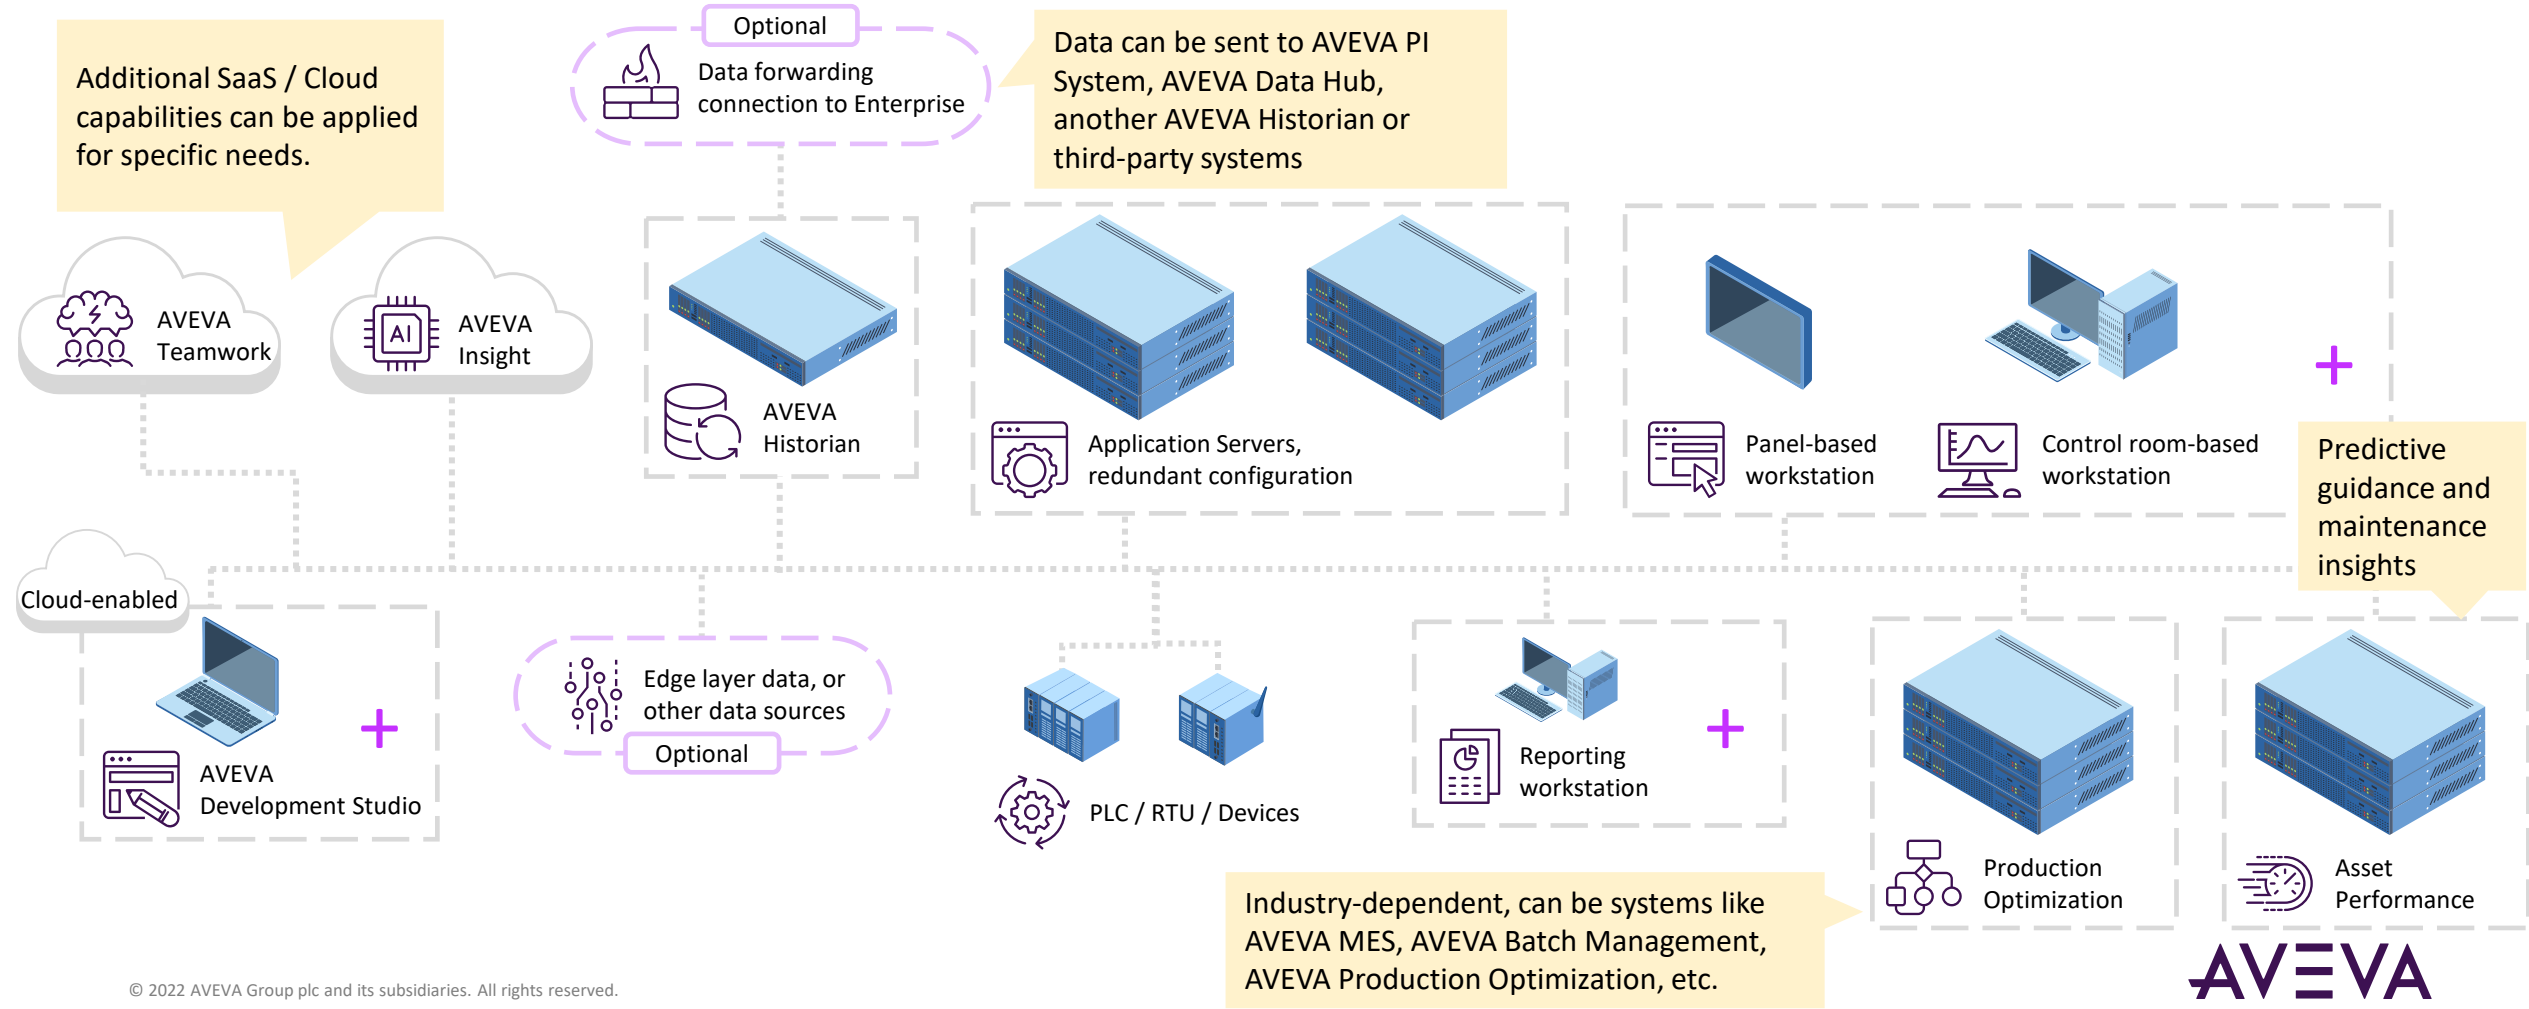 Optional
Data forwarding
connection to Enterprise
Data can be sent to AVEVA PI
System, AVEVA Data Hub,
another AVEVA Historian or
third-party systems
Additional SaaS / Cloud
capabilities can be applied
for specific needs.
AVEVA
Teamwork
AI
AVEVA
Insight
AVEVA
Historian
Application Servers,
redundant configuration
Panel-based
workstation
Control room-based
workstation
Predictive
guidance and
maintenance
insights
Cloud-enabled
AVEVA
Development Studio
Edge layer data, or
other data sources
Optional
PLC / RTU / Devices
Reporting
workstation
Production
Optimization
Asset
Performance
Industry-dependent, can be systems like
AVEVA MES, AVEVA Batch Management,
AVEVA Production Optimization, etc.
© 2022 AVEVA Group plc and its subsidiaries. All rights reserved.
AVEVA